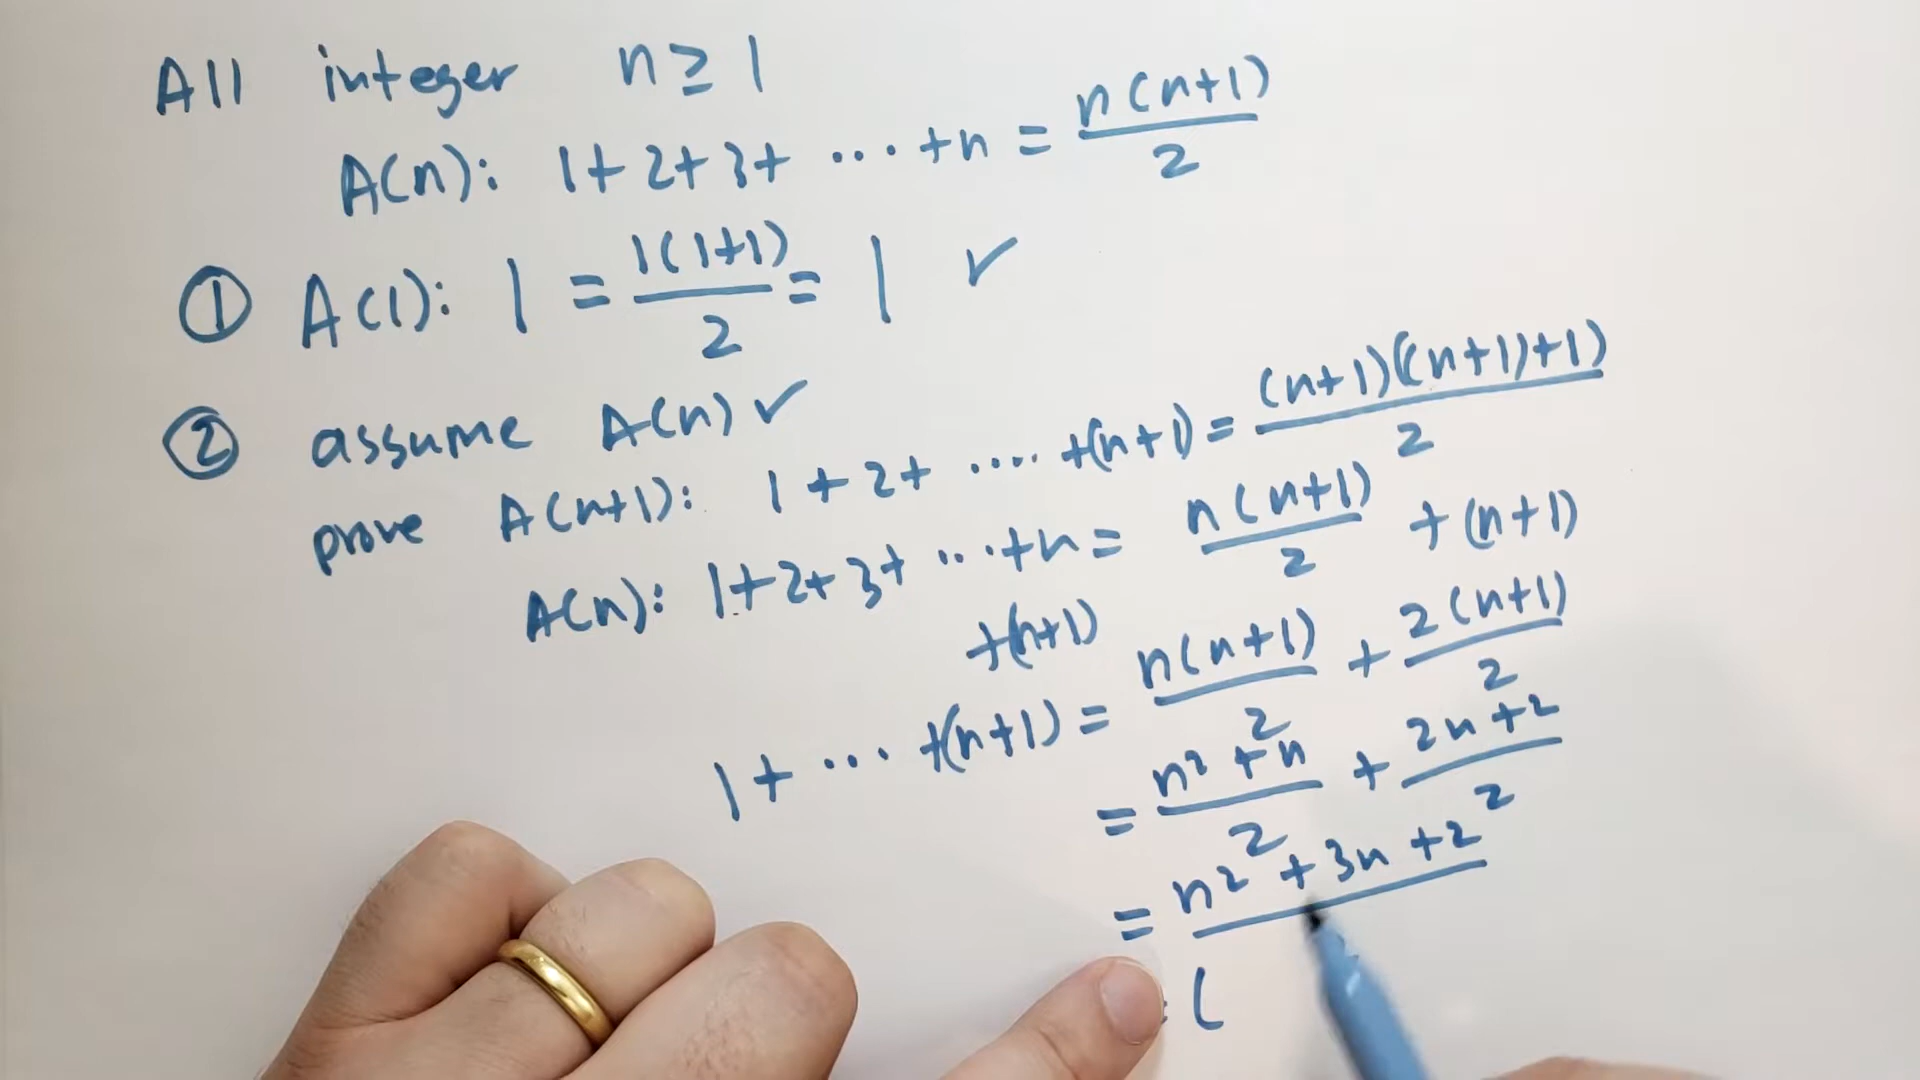 All integer n ≥ 1
A(n): 1+2+3+ ... +n = n(n+1)/2
① A(1): 1 = 1(1+1)/2 = 1 ✓
② assume A(n) ✓
prove A(n+1): 1+2+ .... +(n+1) = (n+1)((n+1)+1)/2
A(n): 1+2+3+ ... +n = n(n+1)/2 +(n+1)
+(n+1)
1+ ... +(n+1) = n(n+1)/2 + 2(n+1)/2
= n²+n/2 + 2n+2/2
= n²+3n+2
(